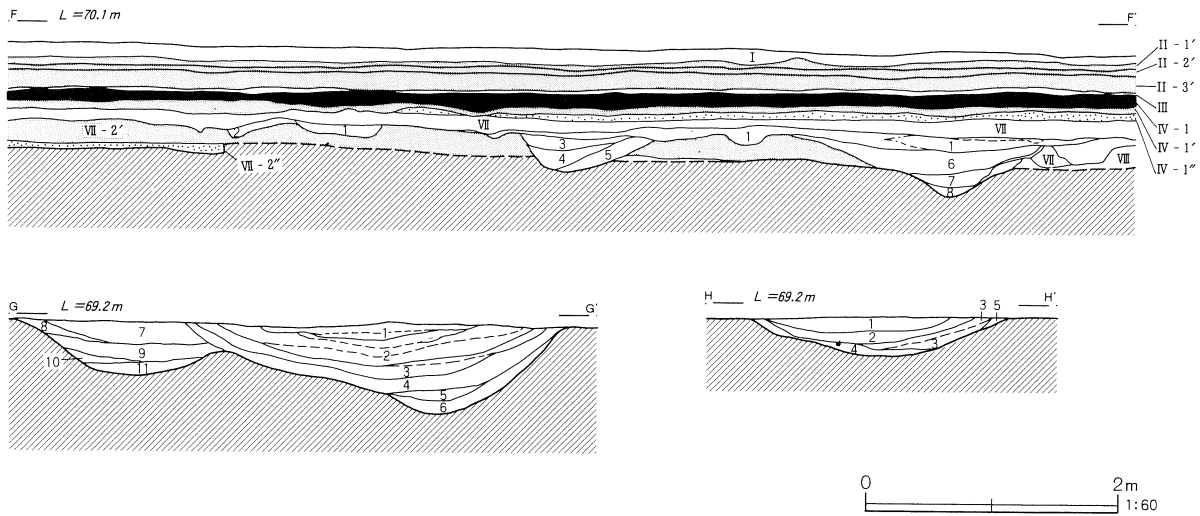 F L=70.1m F′
I
II-1′
II-2′
II-3′
III
IV-1
IV-1′
IV-1″
VII-2′ 2 1 VII 1 VII
3 1
4 5 6 VII VIII
VII-2″ 7
8
G L=69.2m G′
8 7 1
2
10 9 3
11 4
5
6
H L=69.2m 3 5 H′
1
2
4 3
0 2m
1:60